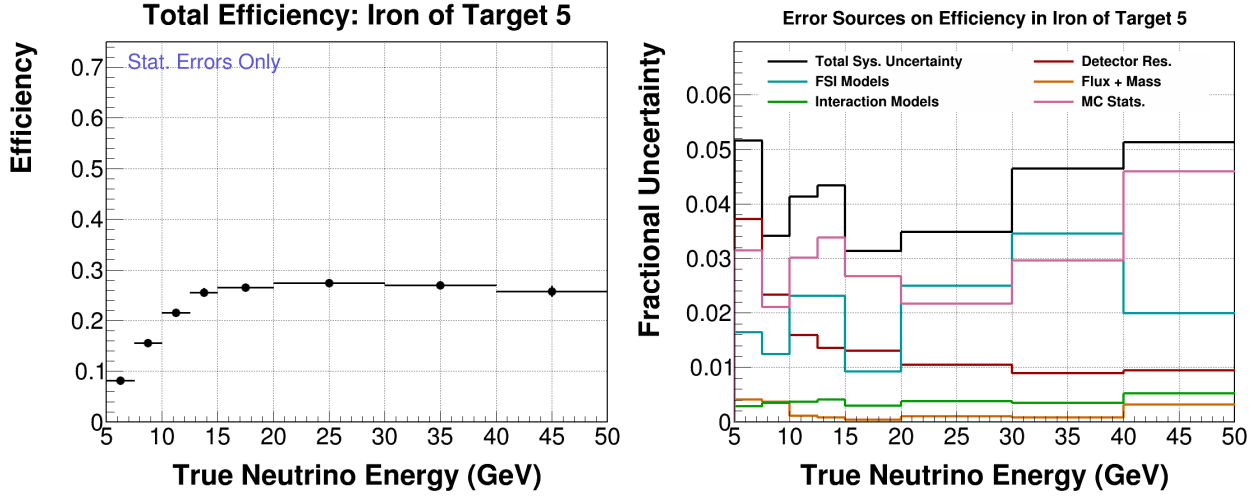 Total Efficiency: Iron of Target 5
Stat. Errors Only
Efficiency
0.7
0.6
0.5
0.4
0.3
0.2
0.1
0
5 10 15 20 25 30 35 40 45 50
True Neutrino Energy (GeV)
Error Sources on Efficiency in Iron of Target 5
Total Sys. Uncertainty
FSI Models
Interaction Models
Detector Res.
Flux + Mass
MC Stats.
Fractional Uncertainty
0.06
0.05
0.04
0.03
0.02
0.01
0
5 10 15 20 25 30 35 40 45 50
True Neutrino Energy (GeV)